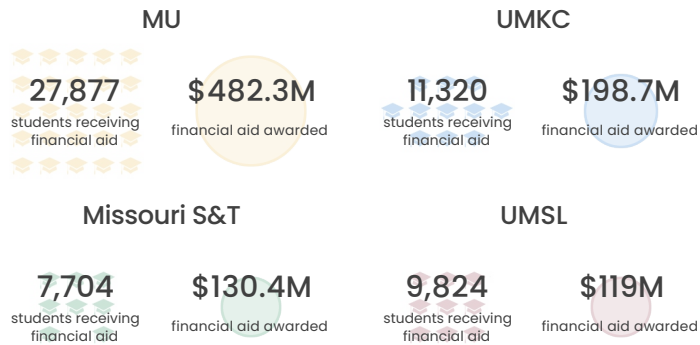 MU
27,877
students receiving
financial aid
$482.3M
financial aid awarded
UMKC
11,320
students receiving
financial aid
$198.7M
financial aid awarded
Missouri S&T
7,704
students receiving
financial aid
$130.4M
financial aid awarded
UMSL
9,824
students receiving
financial aid
$119M
financial aid awarded